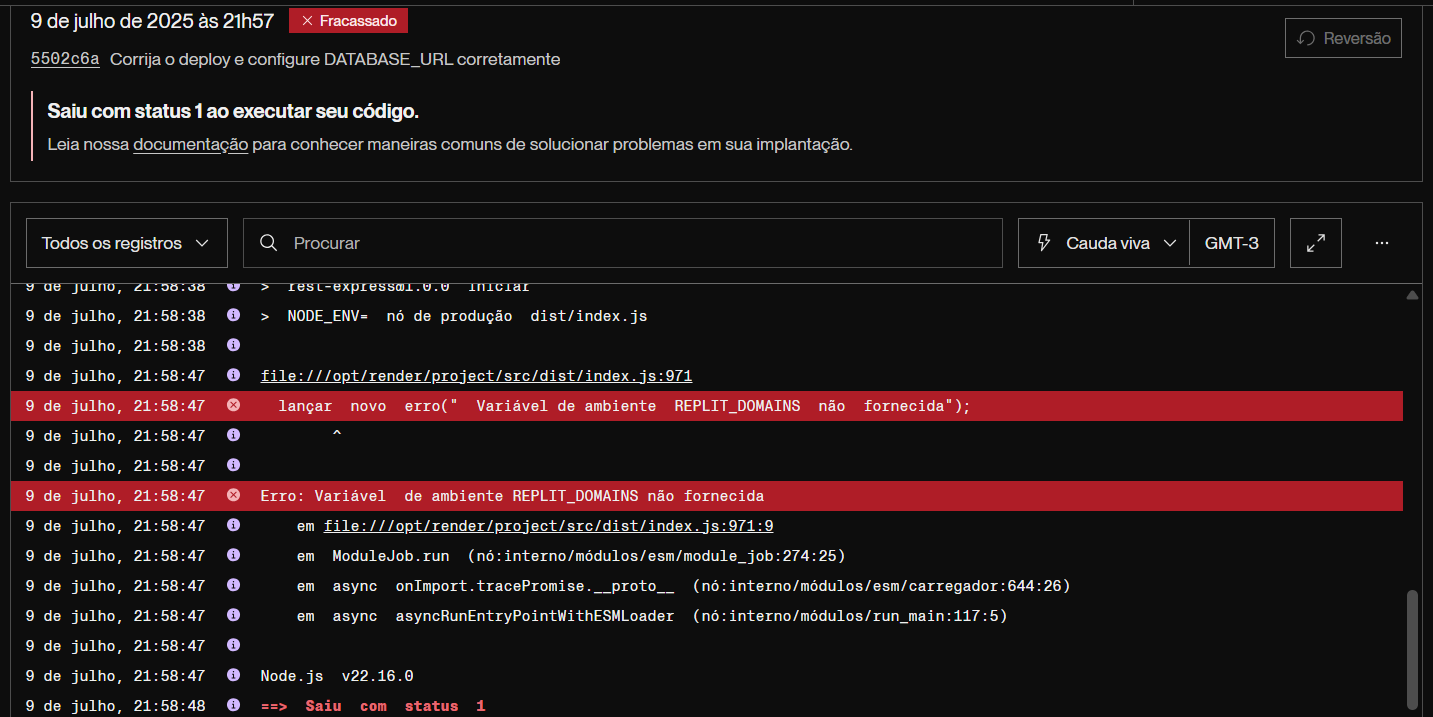 9 de julho de 2025 às 21h57 × Fracassado
Reversão
5502c6a Corrija o deploy e configure DATABASE_URL corretamente
Saiu com status 1 ao executar seu código.
Leia nossa documentação para conhecer maneiras comuns de solucionar problemas em sua implantação.
Todos os registros Procurar Cauda viva GMT-3 ...
9 de julho, 21:58:38 > rest-express@1.0.0 iniciar
9 de julho, 21:58:38 > NODE_ENV= nó de produção dist/index.js
9 de julho, 21:58:38
9 de julho, 21:58:47 file:///opt/render/project/src/dist/index.js:971
9 de julho, 21:58:47 lançar novo erro(" Variável de ambiente REPLIT_DOMAINS não fornecida");
9 de julho, 21:58:47 ^
9 de julho, 21:58:47
9 de julho, 21:58:47 Erro: Variável de ambiente REPLIT_DOMAINS não fornecida
9 de julho, 21:58:47 em file:///opt/render/project/src/dist/index.js:971:9
9 de julho, 21:58:47 em ModuleJob.run (nó:interno/módulos/esm/module_job:274:25)
9 de julho, 21:58:47 em async onImport.tracePromise.__proto__ (nó:interno/módulos/esm/carregador:644:26)
9 de julho, 21:58:47 em async asyncRunEntryPointWithESMLoader (nó:interno/módulos/run_main:117:5)
9 de julho, 21:58:47
9 de julho, 21:58:47 Node.js v22.16.0
9 de julho, 21:58:48 ==> Saiu com status 1